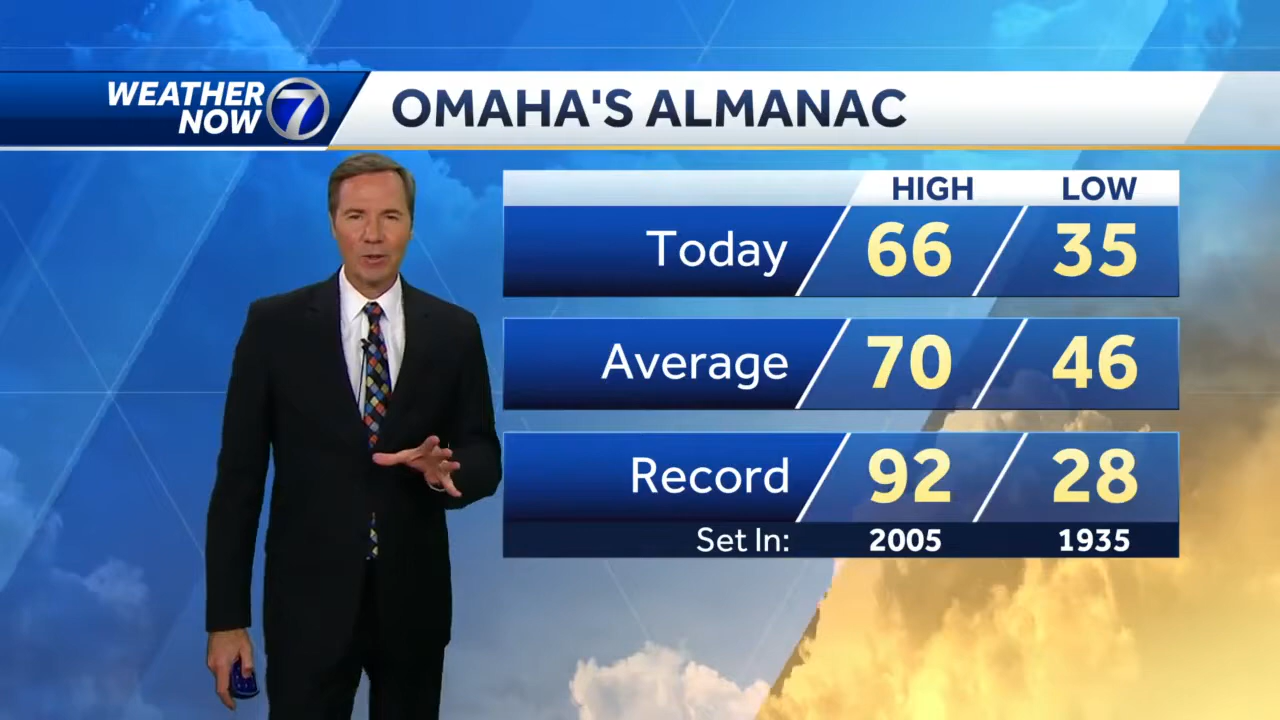 WEATHER
NOW 7
OMAHA'S ALMANAC
HIGH LOW
Today 66 35
Average 70 46
Record 92 28
Set In: 2005 1935